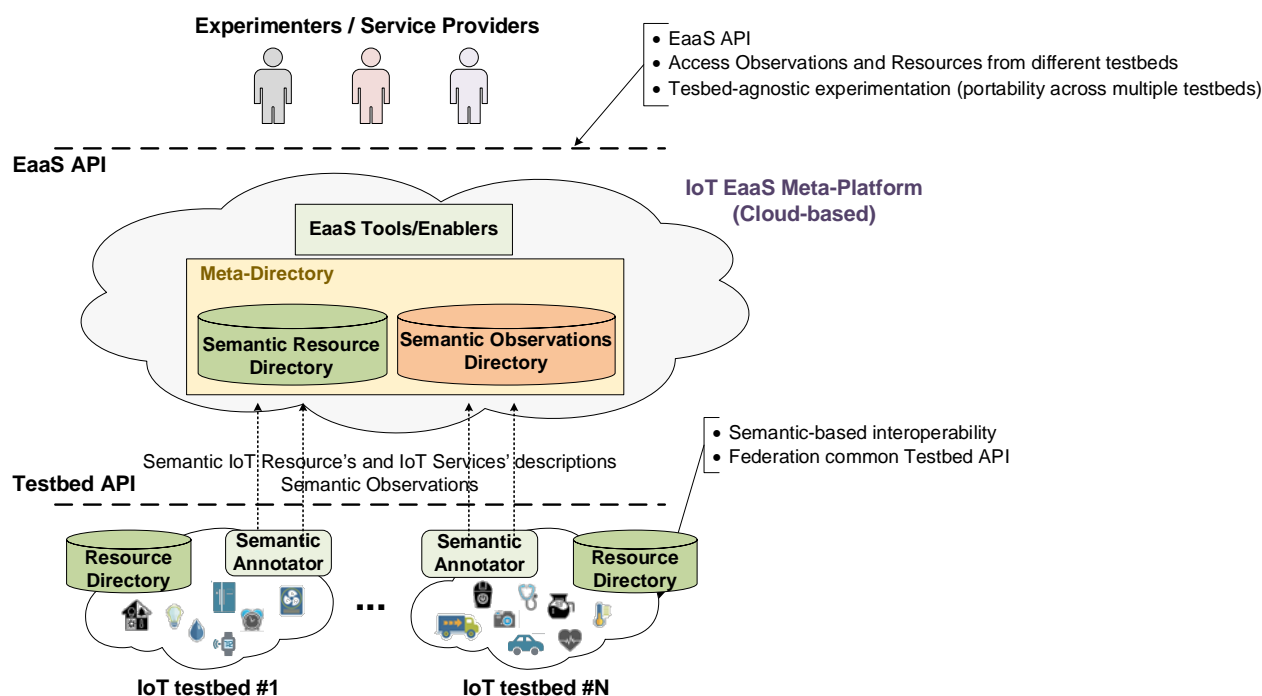 Experimenters / Service Providers
• EaaS API
• Access Observations and Resources from different testbeds
• Tesbed-agnostic experimentation (portability across multiple testbeds)
EaaS API
IoT EaaS Meta-Platform
(Cloud-based)
EaaS Tools/Enablers
Meta-Directory
Semantic Resource
Directory
Semantic Observations
Directory
• Semantic-based interoperability
• Federation common Testbed API
Semantic IoT Resource's and IoT Services' descriptions
Semantic Observations
Testbed API
Resource
Directory
Semantic
Annotator
...
Semantic
Annotator
Resource
Directory
IoT testbed #1
IoT testbed #N